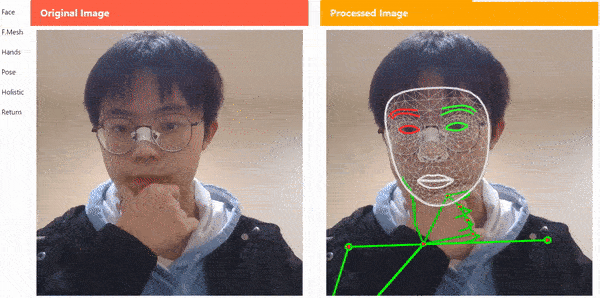 Face
F.Mesh
Hands
Pose
Holistic
Return
Original Image
Processed Image